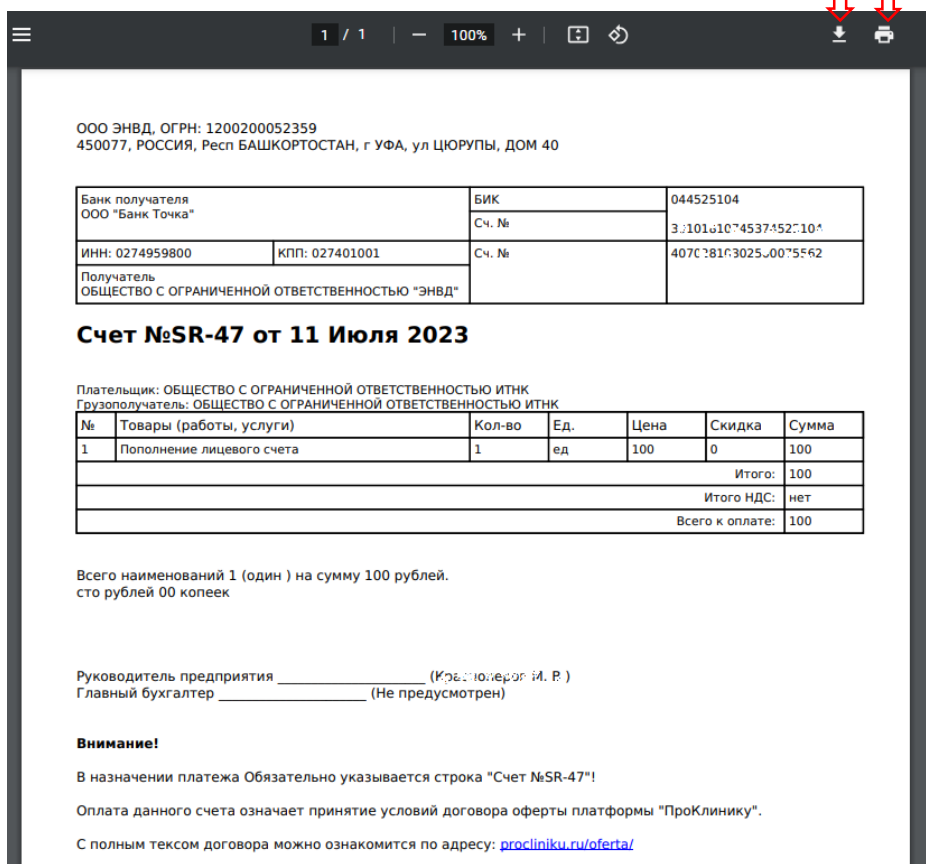 1 / 1 100%
ООО ЭНВД, ОГРН: 1200200052359
450077, РОССИЯ, Респ БАШКОРТОСТАН, г УФА, ул ЦЮРУПЫ, ДОМ 40
Банк получателя БИК 044525104
ООО "Банк Точка"
Сч. №
ИНН: 0274959800 КПП: 027401001 Сч. №
Получатель
ОБЩЕСТВО С ОГРАНИЧЕННОЙ ОТВЕТСТВЕННОСТЬЮ "ЭНВД"
Счет №SR-47 от 11 Июля 2023
Плательщик: ОБЩЕСТВО С ОГРАНИЧЕННОЙ ОТВЕТСТВЕННОСТЬЮ ИТНК
Грузополучатель: ОБЩЕСТВО С ОГРАНИЧЕННОЙ ОТВЕТСТВЕННОСТЬЮ ИТНК
№ Товары (работы, услуги) Кол-во Ед. Цена Скидка Сумма
1 Пополнение лицевого счета 1 ед 100 0 100
Итого: 100
Итого НДС: нет
Всего к оплате: 100
Всего наименований 1 (один ) на сумму 100 рублей.
сто рублей 00 копеек
Руководитель предприятия
Главный бухгалтер (Не предусмотрен)
Внимание!
В назначении платежа Обязательно указывается строка "Счет №SR-47"!
Оплата данного счета означает принятие условий договора оферты платформы "ПроКлинику".
С полным тексом договора можно ознакомится по адресу: procliniku.ru/oferta/